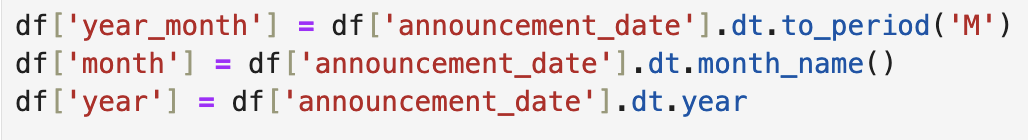 df['year_month'] = df['announcement_date'].dt.to_period('M')
df['month'] = df['announcement_date'].dt.month_name()
df['year'] = df['announcement_date'].dt.year